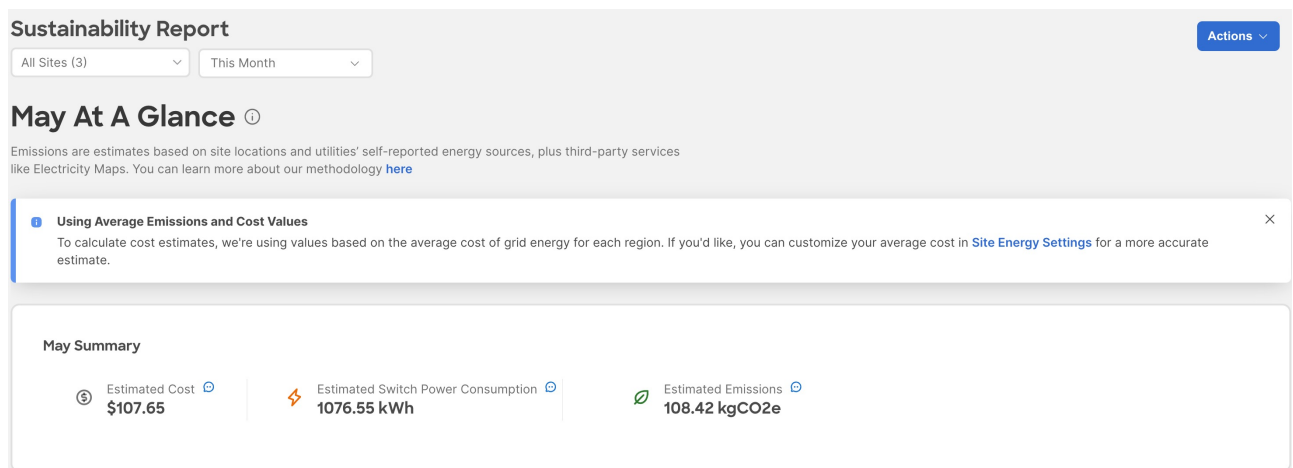 Sustainability Report
Actions
All Sites (3)
This Month
May At A Glance
Emissions are estimates based on site locations and utilities' self-reported energy sources, plus third-party services
like Electricity Maps. You can learn more about our methodology here
Using Average Emissions and Cost Values
To calculate cost estimates, we're using values based on the average cost of grid energy for each region. If you'd like, you can customize your average cost in Site Energy Settings for a more accurate
estimate.
May Summary
Estimated Cost
$107.65
Estimated Switch Power Consumption
1076.55 kWh
Estimated Emissions
108.42 kgCO2e